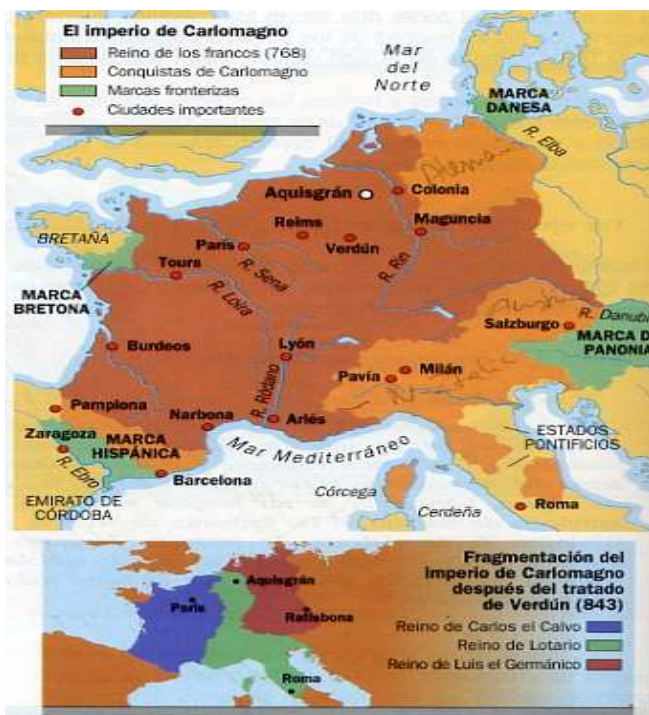 El imperio de Carlomagno
Reino de los francos (768)
Conquistas de Carlomagno
Marcas fronterizas
Ciudades importantes
Mar
del
Norte
MARCA
DANESA
R. Elba
Aquisgrán
Colonia
Reims
Verdún
Maguncia
BRETAÑA
París
R. Sena
R. Rin
Tours
MARCA
BRETONA
R. Loira
R. Danubi
Salzburgo
MARCA D
PANONIA
Burdeos
Lyón
Milán
Pavía
Italia
R. Ródano
Pamplona
Narbona
Arlés
ESTADOS
PONTIFICIOS
Zaragoza
MARCA
HISPÁNICA
Mar Mediterráneo
R. Ebro
Barcelona
Córcega
Roma
EMIRATO DE
CÓRDOBA
Cerdeña
Fragmentación del
imperio de Carlomagno
después del tratado
de Verdún (843)
Aquisgrán
París
Ratisbona
Roma
Reino de Carlos el Calvo
Reino de Lotario
Reino de Luis el Germánico